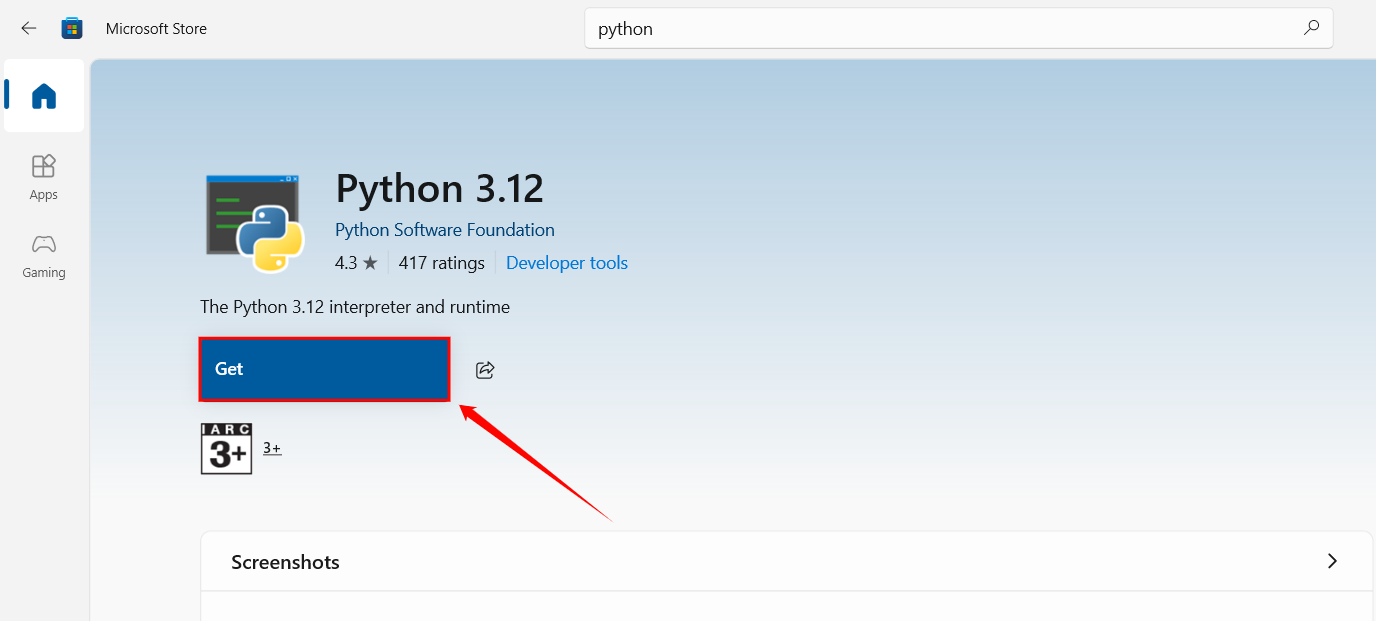 Microsoft Store
python
Python 3.12
Python Software Foundation
4.3 ★ 417 ratings Developer tools
Apps
Gaming
The Python 3.12 interpreter and runtime
Get
IARC
3+ 3+
Screenshots